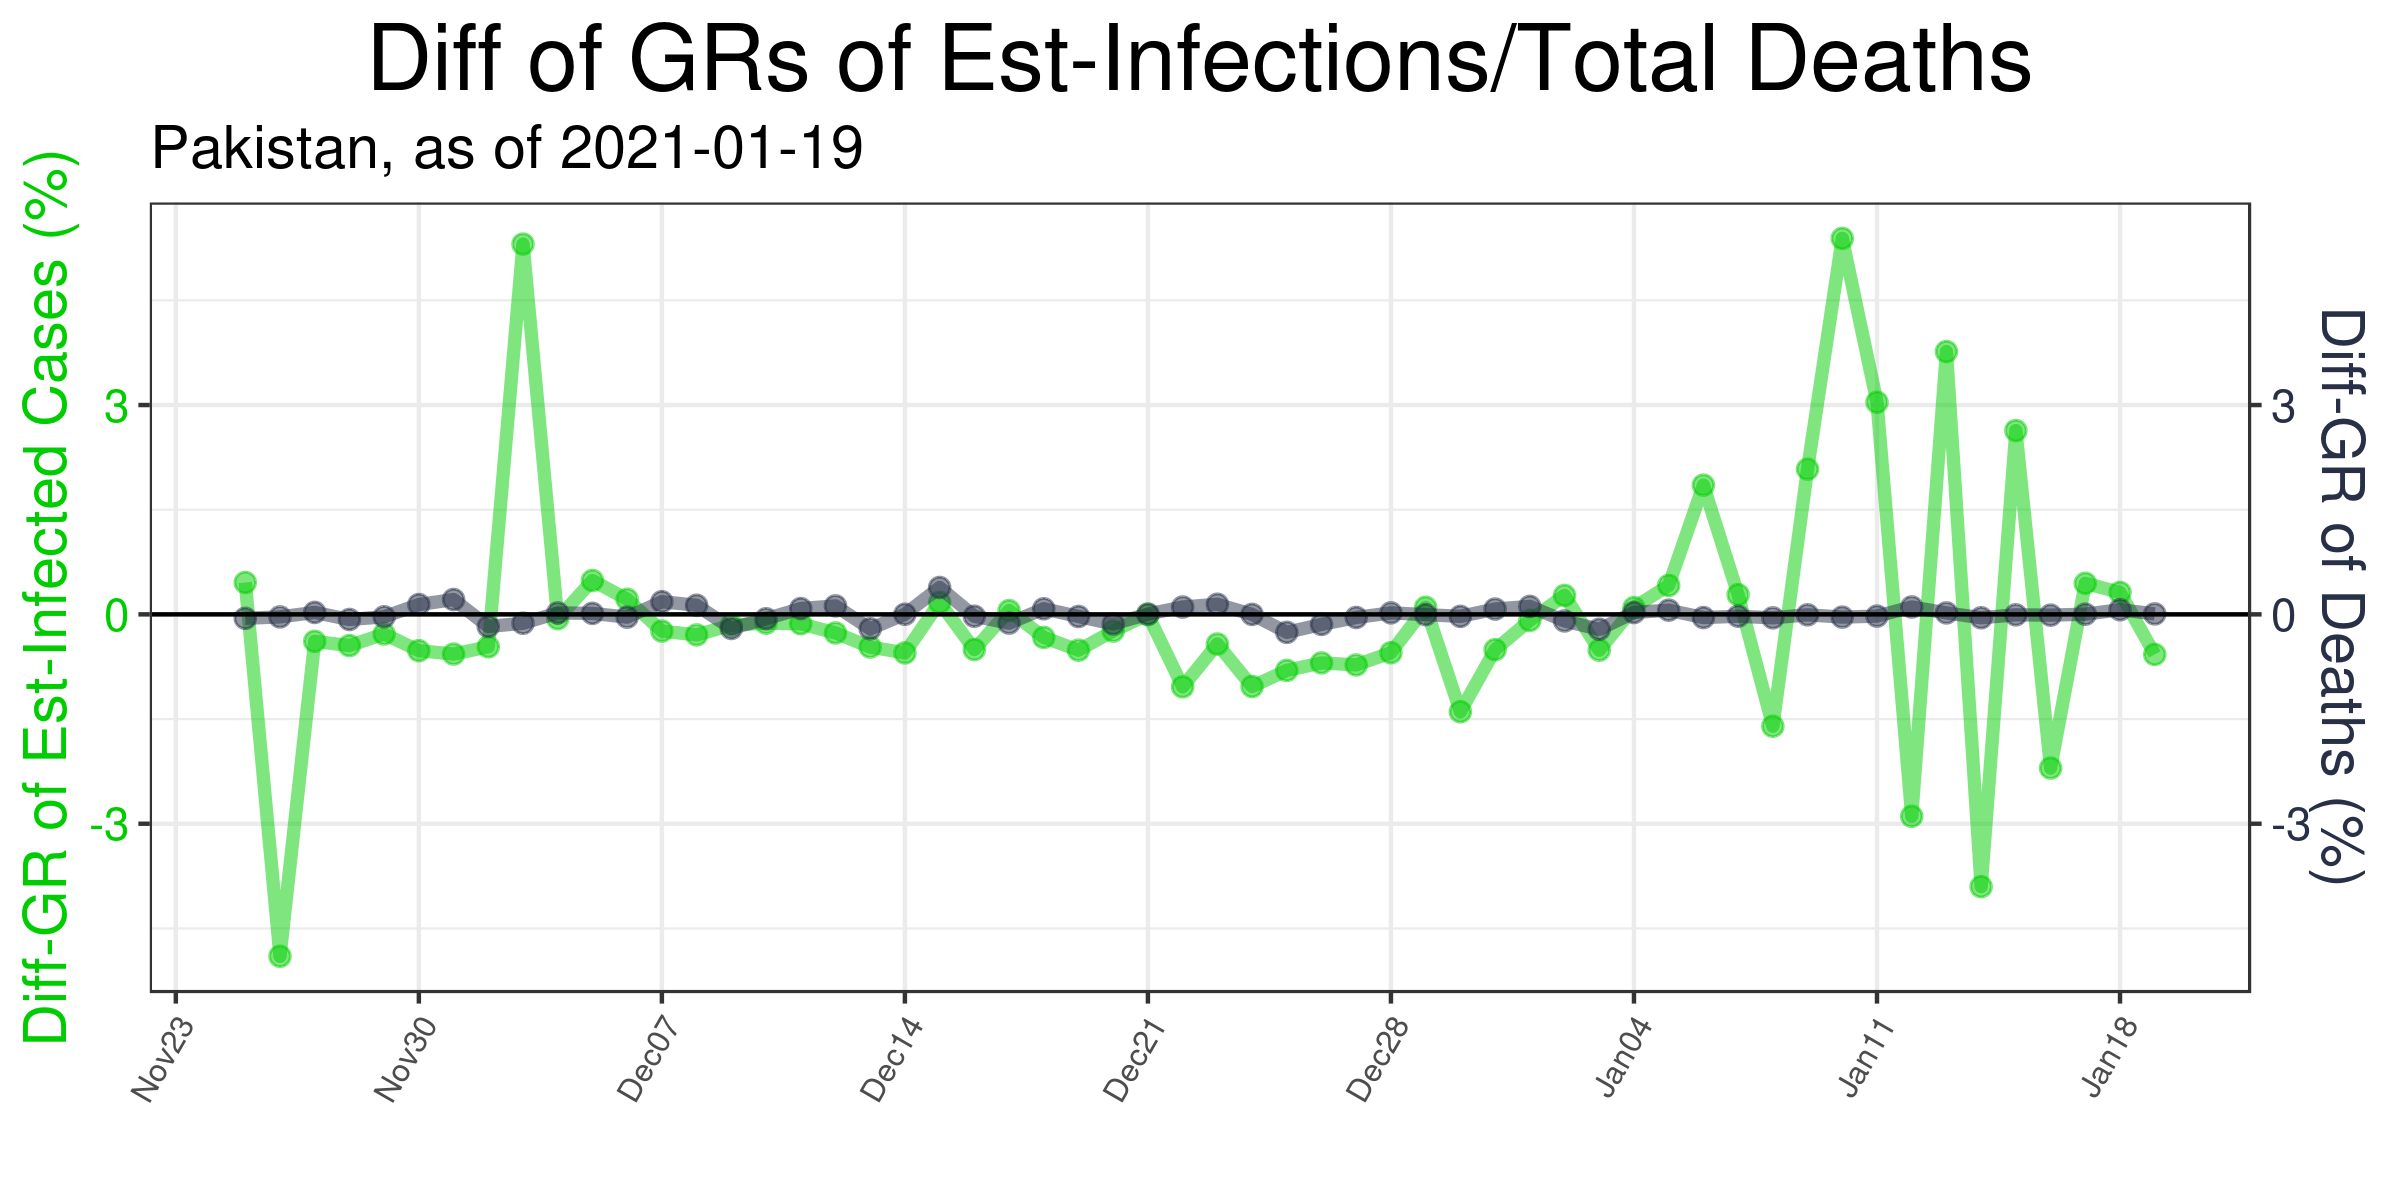 Diff of GRs of Est-Infections/Total Deaths
Pakistan, as of 2021-01-19
Diff-GR of Est-Infected Cases (%)
3
0
-3
3
0
-3
Diff-GR of Deaths (%)
Nov23
Nov30
Dec07
Dec14
Dec21
Dec28
Jan04
Jan11
Jan18